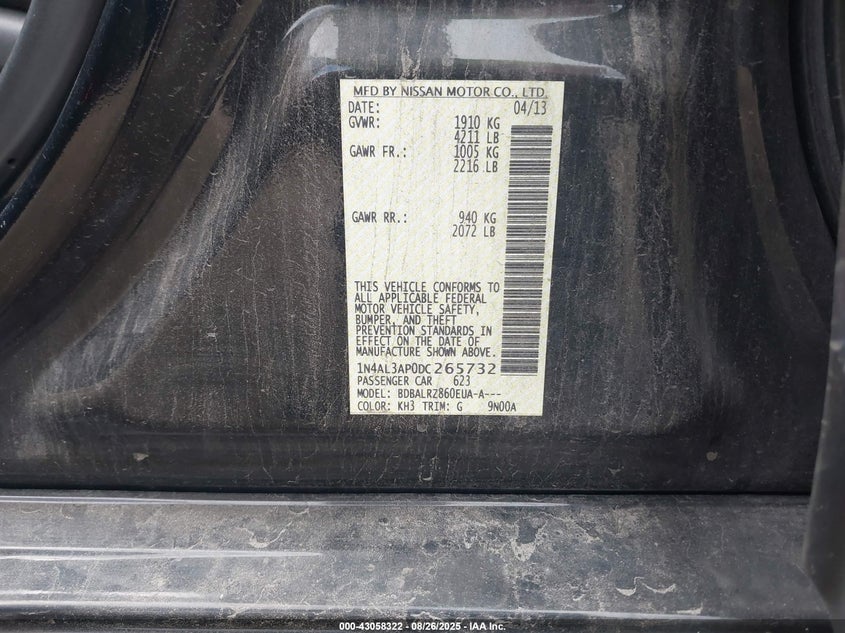 MFD BY NISSAN MOTOR CO., LTD.
DATE: 04/13
GVWR: 1910 KG
4211 LB
GAWR FR.: 1005 KG
2216 LB
GAWR RR.: 940 KG
2072 LB
THIS VEHICLE CONFORMS TO
ALL APPLICABLE FEDERAL
MOTOR VEHICLE SAFETY,
BUMPER, AND THEFT
PREVENTION STANDARDS IN
EFFECT ON THE DATE OF
MANUFACTURE SHOWN ABOVE.
1N4AL3AP0DC265732
PASSENGER CAR 623
MODEL: BDBALRZ860EUA-A---
COLOR: KH3 TRIM: G 9N00A
000-43058322 - 08/26/2025 - IAA Inc.